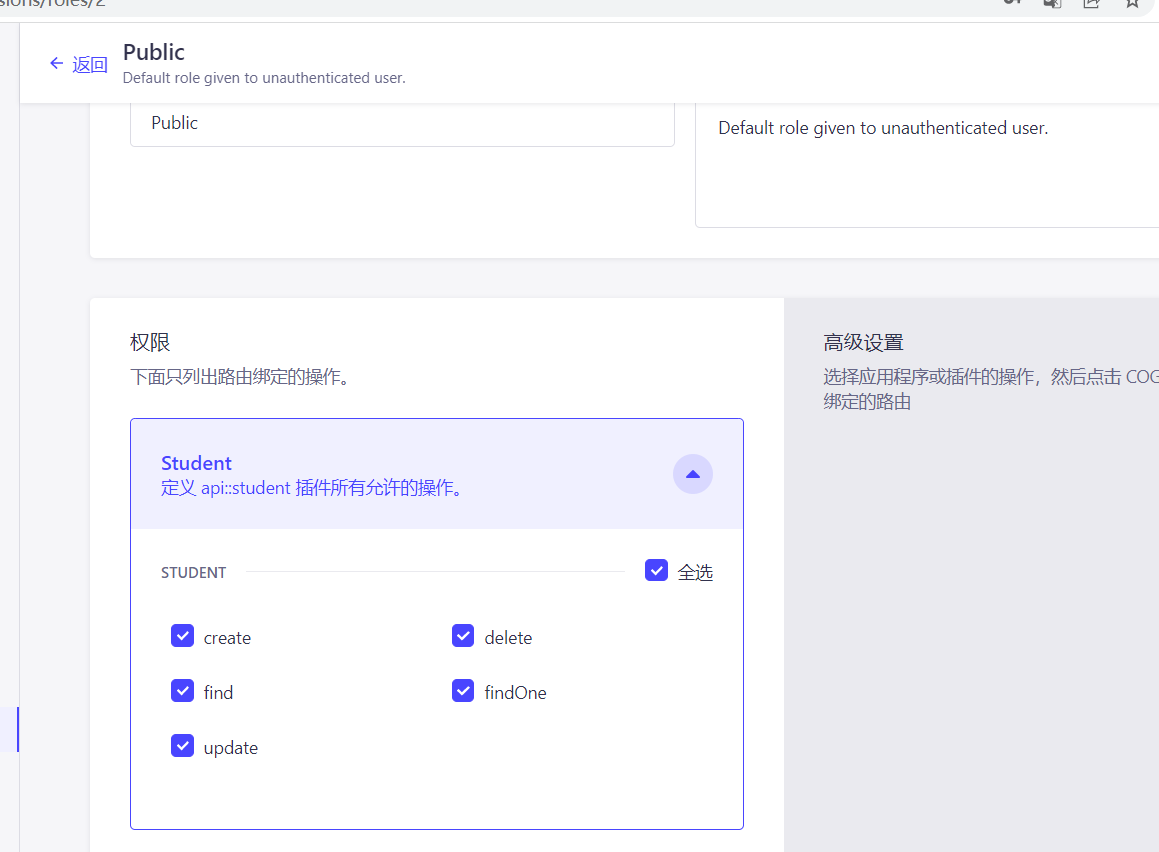 sions/roles/2
返回
Public
Default role given to unauthenticated user.
Public
Default role given to unauthenticated user.
权限
下面只列出路由绑定的操作。
高级设置
选择应用程序或插件的操作，然后点击 COG
绑定的路由
Student
定义 api::student 插件所有允许的操作。
STUDENT
全选
create
delete
find
findOne
update